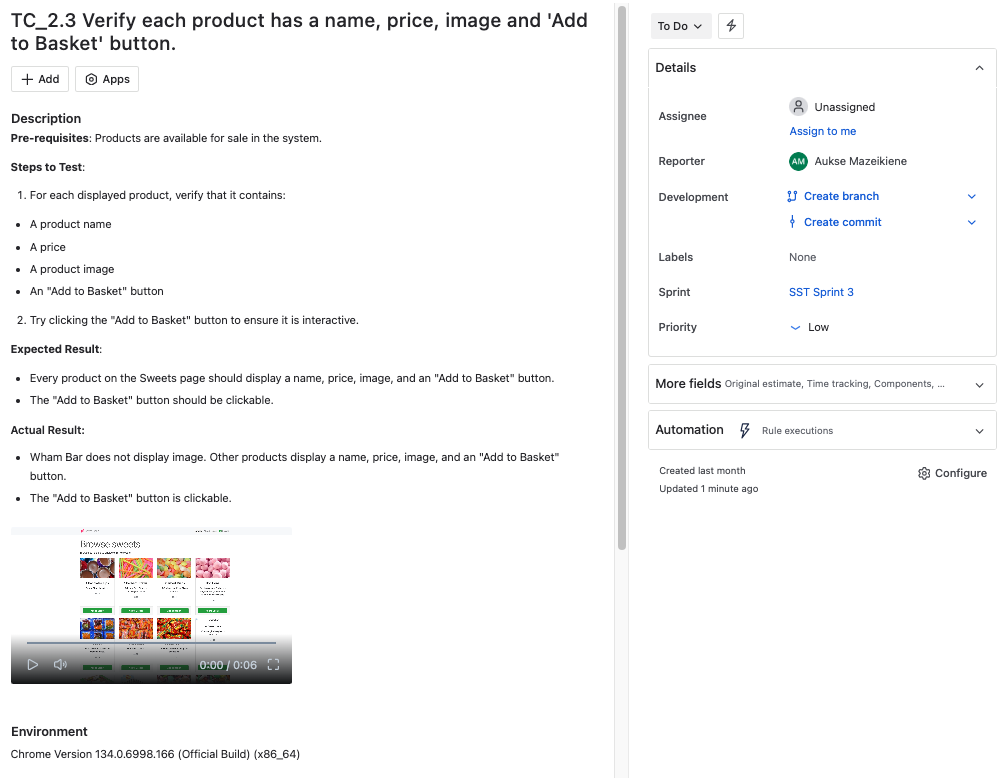 TC_2.3 Verify each product has a name, price, image and 'Add
to Basket' button.
Add
Apps
Description
Pre-requisites: Products are available for sale in the system.
Steps to Test:
1. For each displayed product, verify that it contains:
• A product name
• A price
• A product image
• An "Add to Basket" button
2. Try clicking the "Add to Basket" button to ensure it is interactive.
Expected Result:
• Every product on the Sweets page should display a name, price, image, and an "Add to Basket" button.
• The "Add to Basket" button should be clickable.
Actual Result:
• Wham Bar does not display image. Other products display a name, price, image, and an "Add to Basket"
button.
• The "Add to Basket" button is clickable.
Browse sweets
0:00 / 0:06
Environment
Chrome Version 134.0.6998.166 (Official Build) (x86_64)
To Do
Details
Assignee
Unassigned
Assign to me
Reporter
AM Aukse Mazeikiene
Development
Create branch
Create commit
Labels
None
Sprint
SST Sprint 3
Priority
Low
More fields Original estimate, Time tracking, Components, ...
Automation Rule executions
Created last month
Updated 1 minute ago
Configure